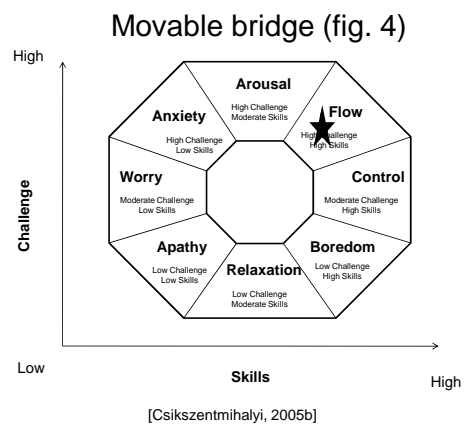 Movable bridge (fig. 4)
High
Arousal
High Challenge
Moderate Skills
Anxiety
High Challenge
Low Skills
Flow
High Challenge
High Skills
Worry
Moderate Challenge
Low Skills
Control
Moderate Challenge
High Skills
Challenge
Apathy
Low Challenge
Low Skills
Relaxation
Low Challenge
Moderate Skills
Boredom
Low Challenge
High Skills
Low
Skills
High
[Csikszentmihalyi, 2005b]